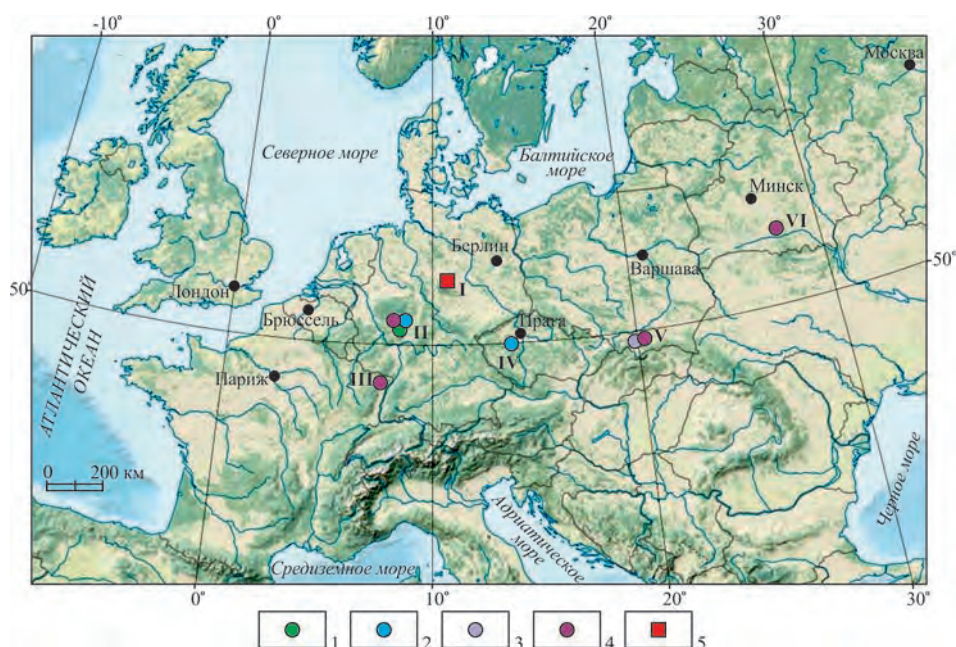 -10° 0° 10° 20° 30°
Москва
Северное море
Балтийское
море
Минск
VI
Берлин
Варшава
50°
I
50°
Лондон
Брюссель
II
Прага
V
IV
АТЛАНТИЧЕСКИЙ
ОКЕАН
Париж
III
0 200 км
Черное море
Адриатическое
море
Средиземное море
0° 10° 20° 30°
1 2 3 4 5